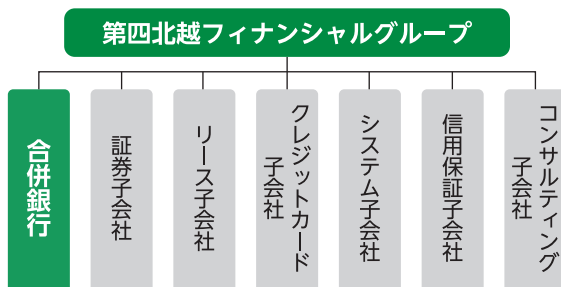 第四北越フィナンシャルグループ
合併銀行
証券子会社
リース子会社
クレジットカード
子会社
システム子会社
信用保証子会社
コンサルティング
子会社